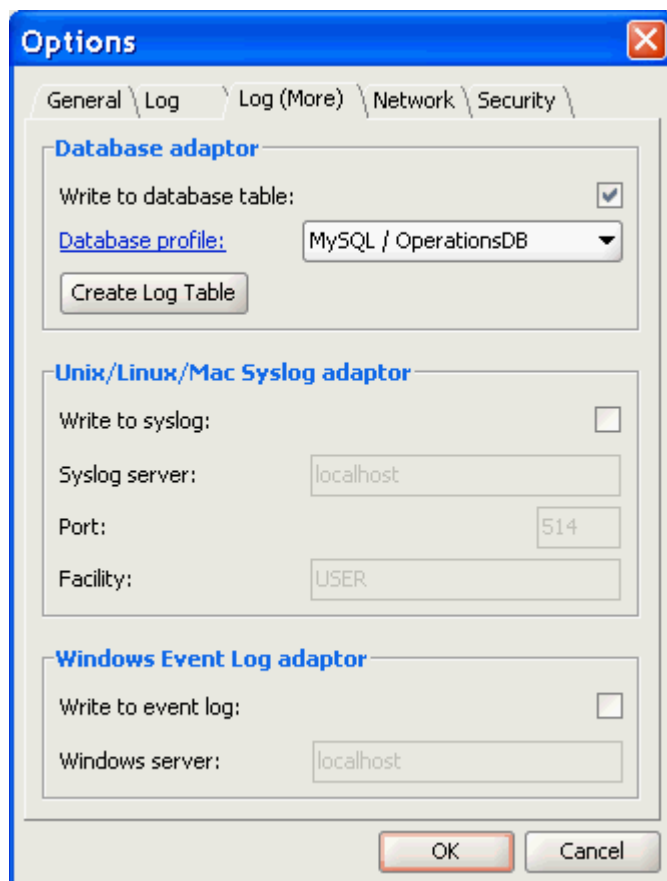 Options
General Log Log (More) Network Security
Database adaptor
Write to database table:
Database profile: MySQL / OperationsDB
Create Log Table
Unix/Linux/Mac Syslog adaptor
Write to syslog:
Syslog server: localhost
Port: 514
Facility: USER
Windows Event Log adaptor
Write to event log:
Windows server: localhost
OK Cancel